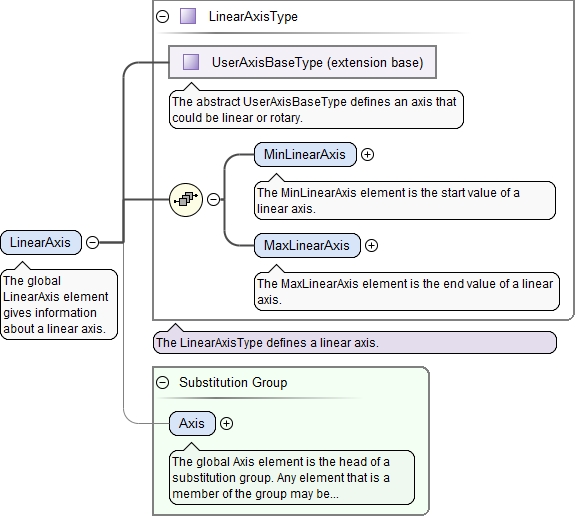 LinearAxisType
UserAxisBaseType (extension base)
The abstract UserAxisBaseType defines an axis that
could be linear or rotary.
MinLinearAxis
The MinLinearAxis element is the start value of a
linear axis.
LinearAxis
The global
LinearAxis element
gives information
about a linear axis.
MaxLinearAxis
The MaxLinearAxis element is the end value of a linear
axis.
The LinearAxisType defines a linear axis.
Substitution Group
Axis
The global Axis element is the head of a
substitution group. Any element that is a
member of the group may be...